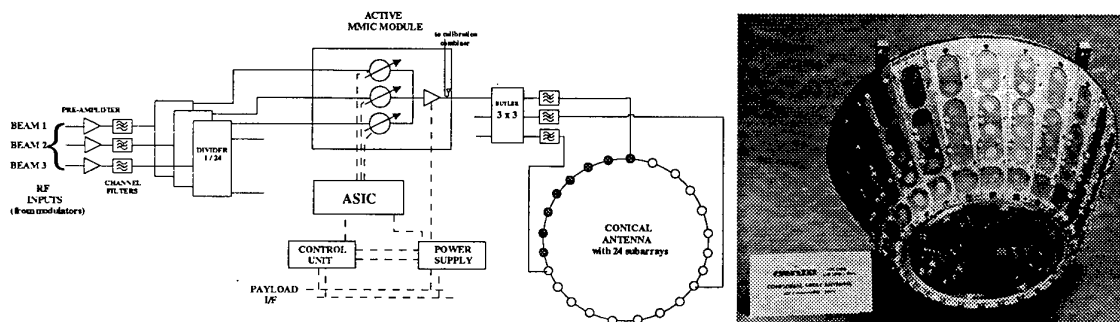 ACTIVE
MMIC MODULE
to calibration
combiner
PRE-AMPLIFIER
BEAM 1
BEAM 2
BEAM 3
RF
INPUTS
(from modulators)
CHANNEL
FILTERS
DIVIDER
1 / 24
BUTLER
3 x 3
ASIC
CONTROL
UNIT
POWER
SUPPLY
PAYLOAD
I/F
CONICAL
ANTENNA
with 24 subarrays